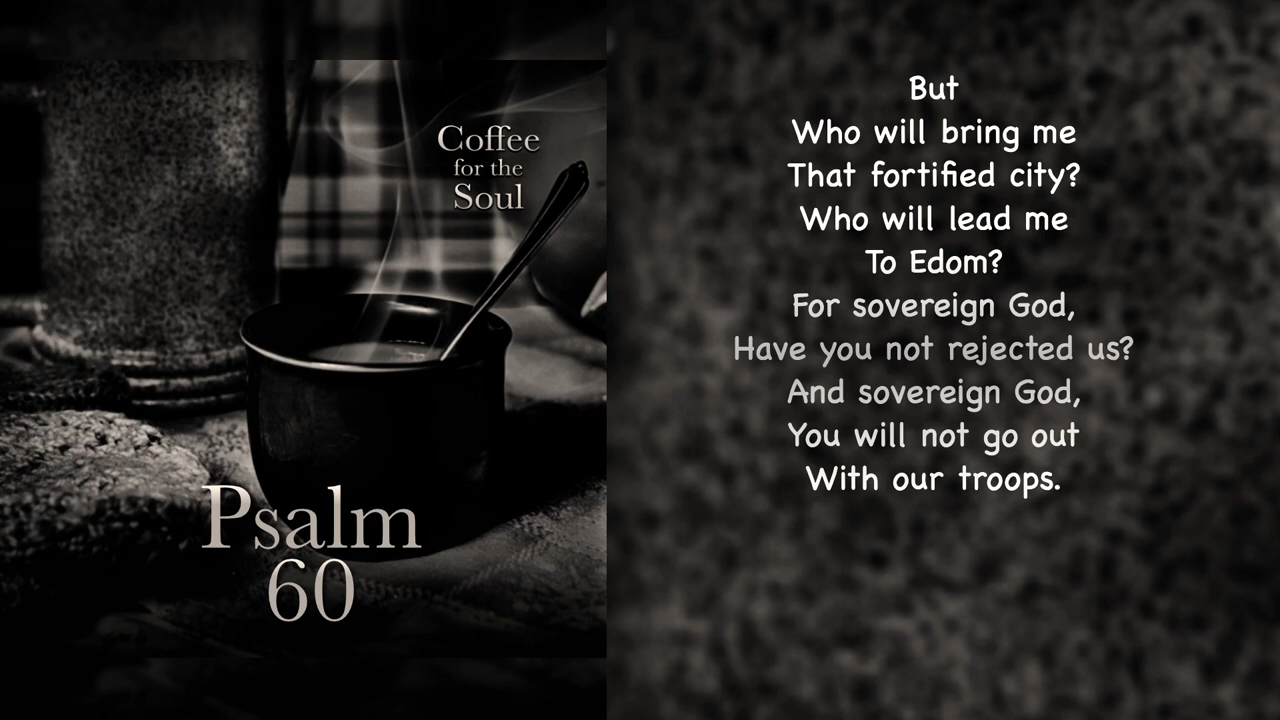 Coffee
for the
Soul
Psalm
60
But
Who will bring me
That fortified city?
Who will lead me
To Edom?
For sovereign God,
Have you not rejected us?
And sovereign God,
You will not go out
With our troops.